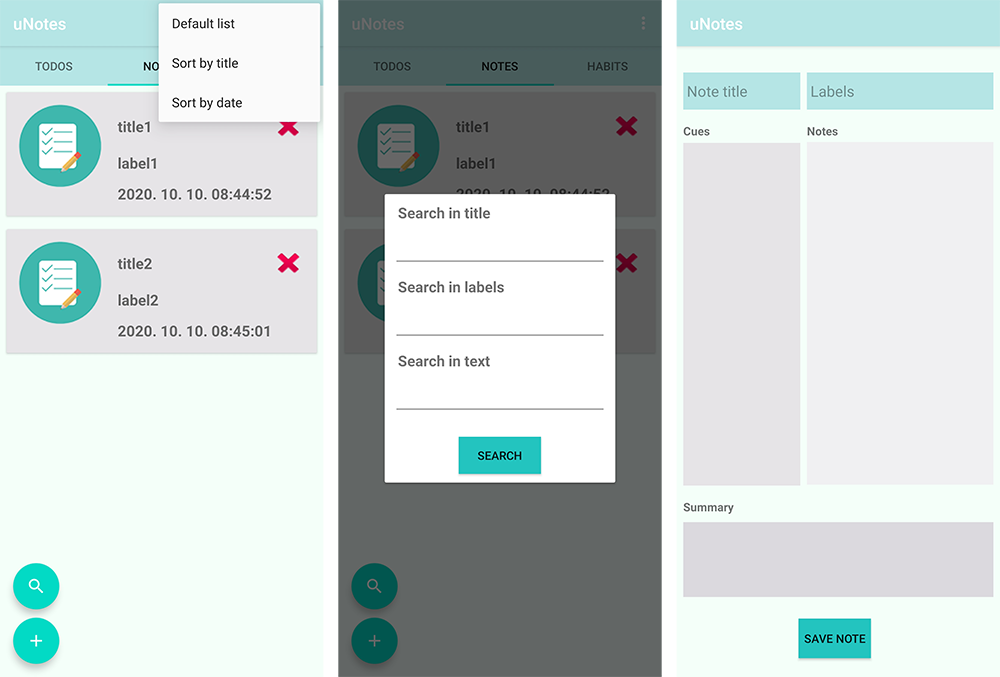 uNotes
Default list
Sort by title
Sort by date
TODOS
NO
title1
label1
2020. 10. 10. 08:44:52
title2
label2
2020. 10. 10. 08:45:01
uNotes
TODOS NOTES HABITS
title1
label1
2020. 10. 10. 08:44:52
Search in title
Search in labels
Search in text
SEARCH
uNotes
Note title Labels
Cues Notes
Summary
SAVE NOTE